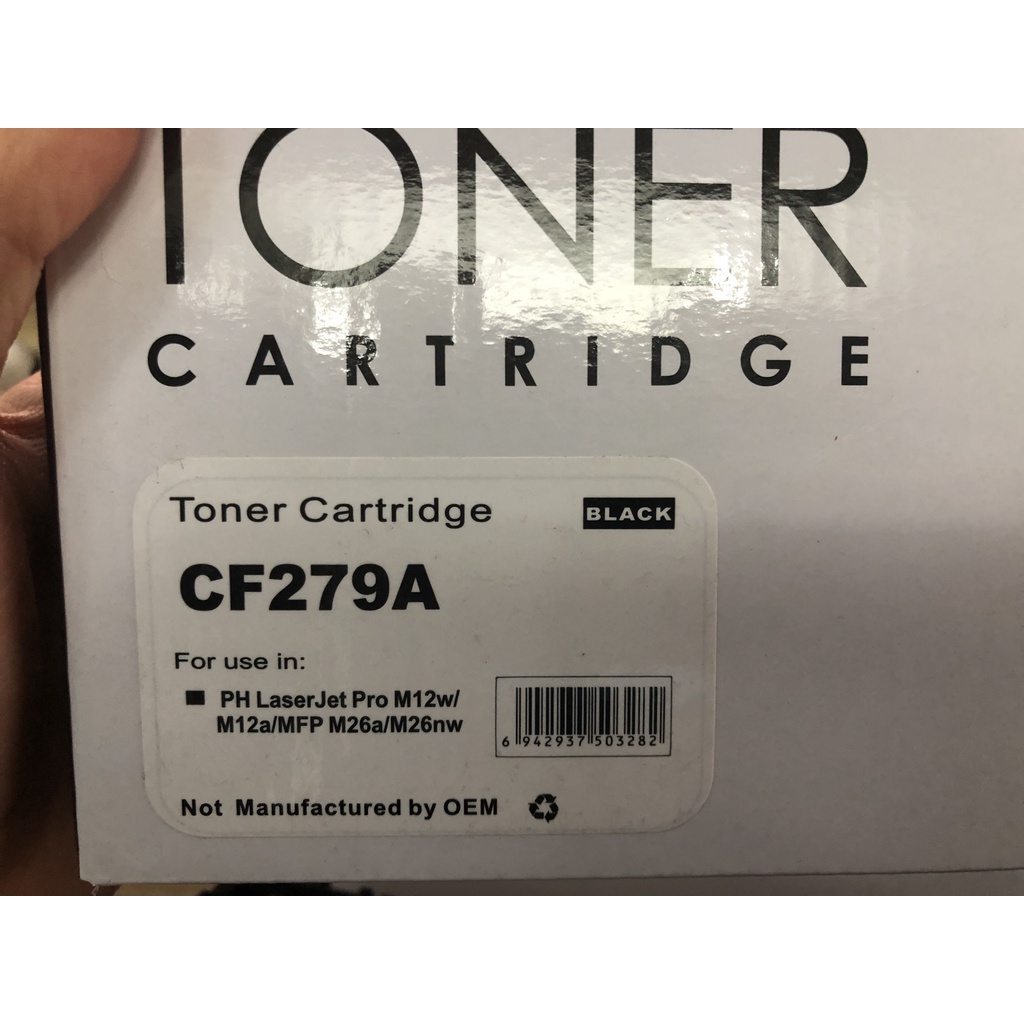 TONER
CARTRIDGE
Toner Cartridge BLACK
CF279A
For use in:
PH LaserJet Pro M12w/
M12a/MFP M26a/M26nw
6 942937 503282
Not Manufactured by OEM